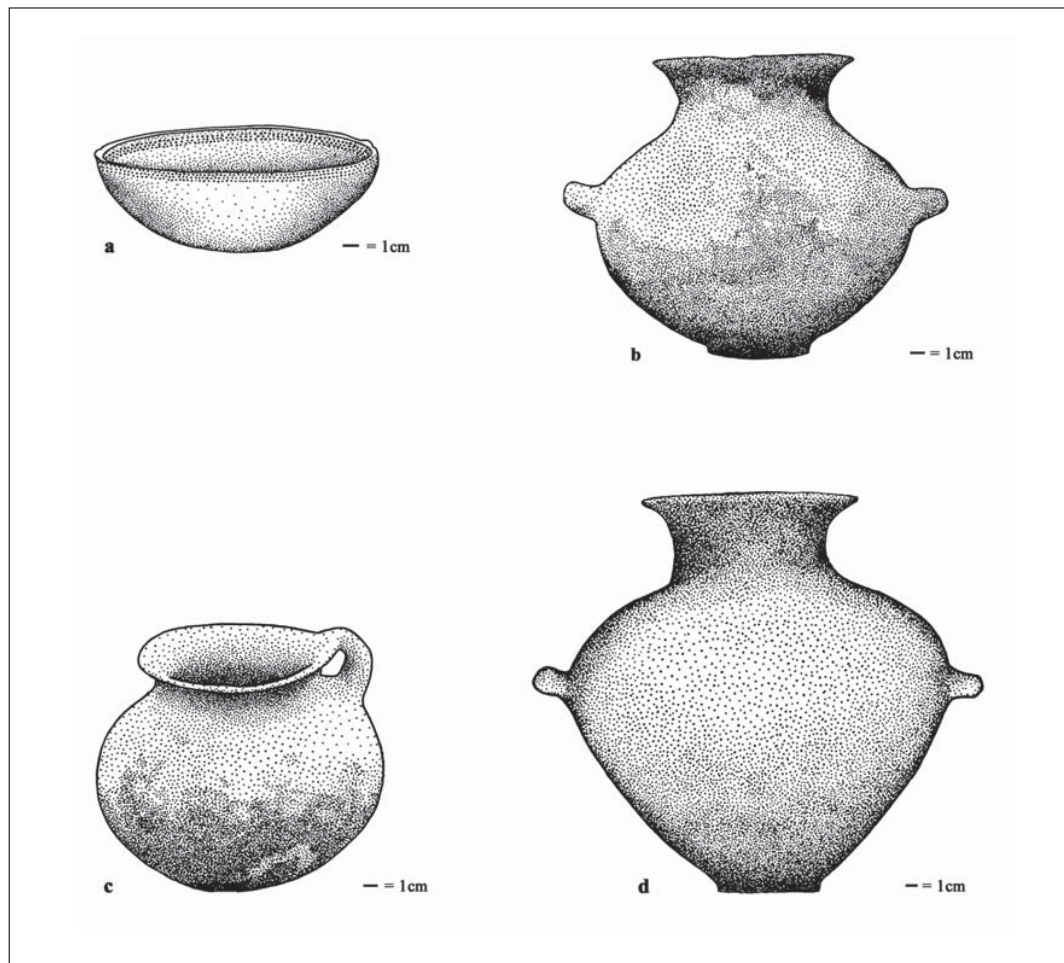 a — = 1cm
b — = 1cm
c — = 1cm
d — = 1cm